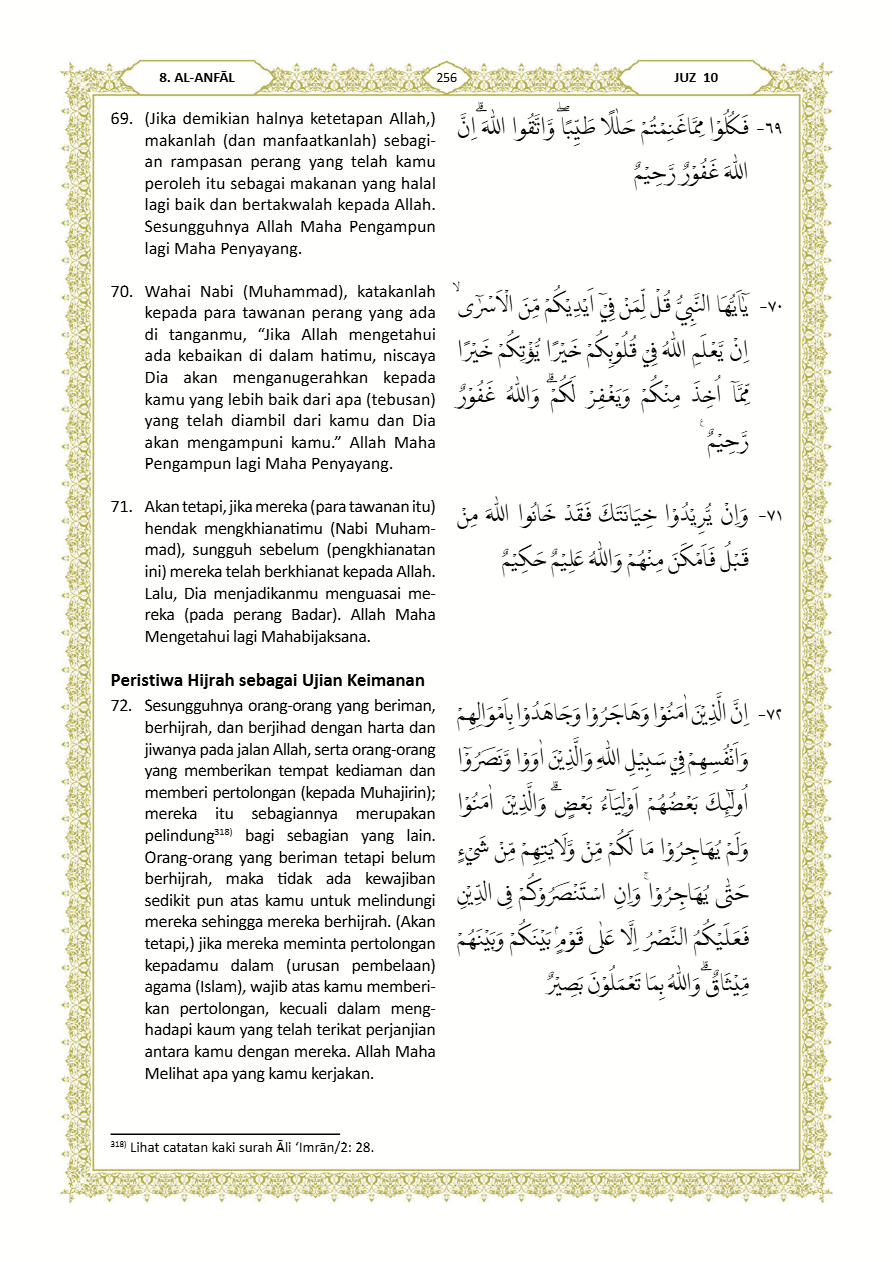 8. AL-ANFĀL
256
JUZ 10
69. (Jika demikian halnya ketetapan Allah,)
makanlah (dan manfaatkanlah) sebagi-
an rampasan perang yang telah kamu
peroleh itu sebagai makanan yang halal
lagi baik dan bertakwalah kepada Allah.
Sesungguhnya Allah Maha Pengampun
lagi Maha Penyayang.
٦٩- فَكُلُوْا مِمَّاغَنِمْتُمْ حَلٰلًا طَيِّبًاۖ وَّاتَّقُوا اللّٰهَ ۗاِنَّ
اللّٰهَ غَفُوْرٌ رَّحِيْمٌ
70. Wahai Nabi (Muhammad), katakanlah
kepada para tawanan perang yang ada
di tanganmu, “Jika Allah mengetahui
ada kebaikan di dalam hatimu, niscaya
Dia akan menganugerahkan kepada
kamu yang lebih baik dari apa (tebusan)
yang telah diambil dari kamu dan Dia
akan mengampuni kamu.” Allah Maha
Pengampun lagi Maha Penyayang.
٧٠- يٰٓاَيُّهَا النَّبِيُّ قُلْ لِّمَنْ فِيْٓ اَيْدِيْكُمْ مِّنَ الْاَسْرٰٓىۙ
اِنْ يَّعْلَمِ اللّٰهُ فِيْ قُلُوْبِكُمْ خَيْرًا يُّؤْتِكُمْ خَيْرًا
مِّمَّآ اُخِذَ مِنْكُمْ وَيَغْفِرْ لَكُمْۗ وَاللّٰهُ غَفُوْرٌ
رَّحِيْمٌ ࣖ
71. Akan tetapi, jika mereka (para tawanan itu)
hendak mengkhianatimu (Nabi Muham-
mad), sungguh sebelum (pengkhianatan
ini) mereka telah berkhianat kepada Allah.
Lalu, Dia menjadikanmu menguasai me-
reka (pada perang Badar). Allah Maha
Mengetahui lagi Mahabijaksana.
٧١- وَاِنْ يُّرِيْدُوْا خِيَانَتَكَ فَقَدْ خَانُوا اللّٰهَ مِنْ
قَبْلُ فَاَمْكَنَ مِنْهُمْ وَاللّٰهُ عَلِيْمٌ حَكِيْمٌ
Peristiwa Hijrah sebagai Ujian Keimanan
72. Sesungguhnya orang-orang yang beriman,
berhijrah, dan berjihad dengan harta dan
jiwanya pada jalan Allah, serta orang-orang
yang memberikan tempat kediaman dan
memberi pertolongan (kepada Muhajirin);
mereka itu sebagiannya merupakan
pelindung³¹⁸⁾ bagi sebagian yang lain.
Orang-orang yang beriman tetapi belum
berhijrah, maka tidak ada kewajiban
sedikit pun atas kamu untuk melindungi
mereka sehingga mereka berhijrah. (Akan
tetapi,) jika mereka meminta pertolongan
kepadamu dalam (urusan pembelaan)
agama (Islam), wajib atas kamu memberi-
kan pertolongan, kecuali dalam meng-
hadapi kaum yang telah terikat perjanjian
antara kamu dengan mereka. Allah Maha
Melihat apa yang kamu kerjakan.
٧٢- اِنَّ الَّذِيْنَ اٰمَنُوْا وَهَاجَرُوْا وَجَاهَدُوْا بِاَمْوَالِهِمْ
وَاَنْفُسِهِمْ فِيْ سَبِيْلِ اللّٰهِ وَالَّذِيْنَ اٰوَوْا وَّنَصَرُوْٓا
اُولٰۤىِٕكَ بَعْضُهُمْ اَوْلِيَاۤءُ بَعْضٍۗ وَالَّذِيْنَ اٰمَنُوْا
وَلَمْ يُهَاجِرُوْا مَا لَكُمْ مِّنْ وَّلَايَتِهِمْ مِّنْ شَيْءٍ
حَتّٰى يُهَاجِرُوْاۚ وَاِنِ اسْتَنْصَرُوْكُمْ فِى الدِّيْنِ
فَعَلَيْكُمُ النَّصْرُ اِلَّا عَلٰى قَوْمٍۢ بَيْنَكُمْ وَبَيْنَهُمْ
مِّيْثَاقٌۗ وَاللّٰهُ بِمَا تَعْمَلُوْنَ بَصِيْرٌ
³¹⁸⁾ Lihat catatan kaki surah Āli ‘Imrān/2: 28.